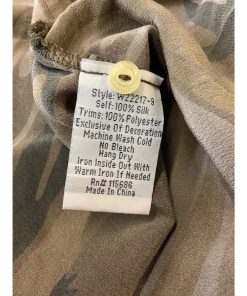 Style: WZ2217-9
Self: 100% Silk
Trims: 100% Polyester
Exclusive Of Decoration
Machine Wash Cold
No Bleach
Hang Dry
Iron Inside Out With
Warm Iron If Needed
Rn# 115686
Made In China